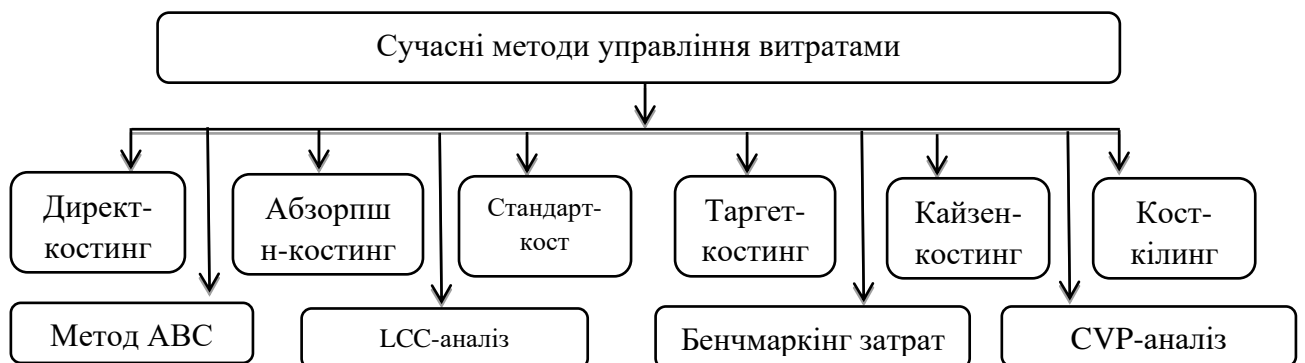 Сучасні методи управління витратами
Директ-
костинг
Абзорпш
н-костинг
Стандарт-
кост
Таргет-
костинг
Кайзен-
костинг
Кост-
кілинг
Метод АВС
LCC-аналіз
Бенчмаркінг затрат
CVP-аналіз